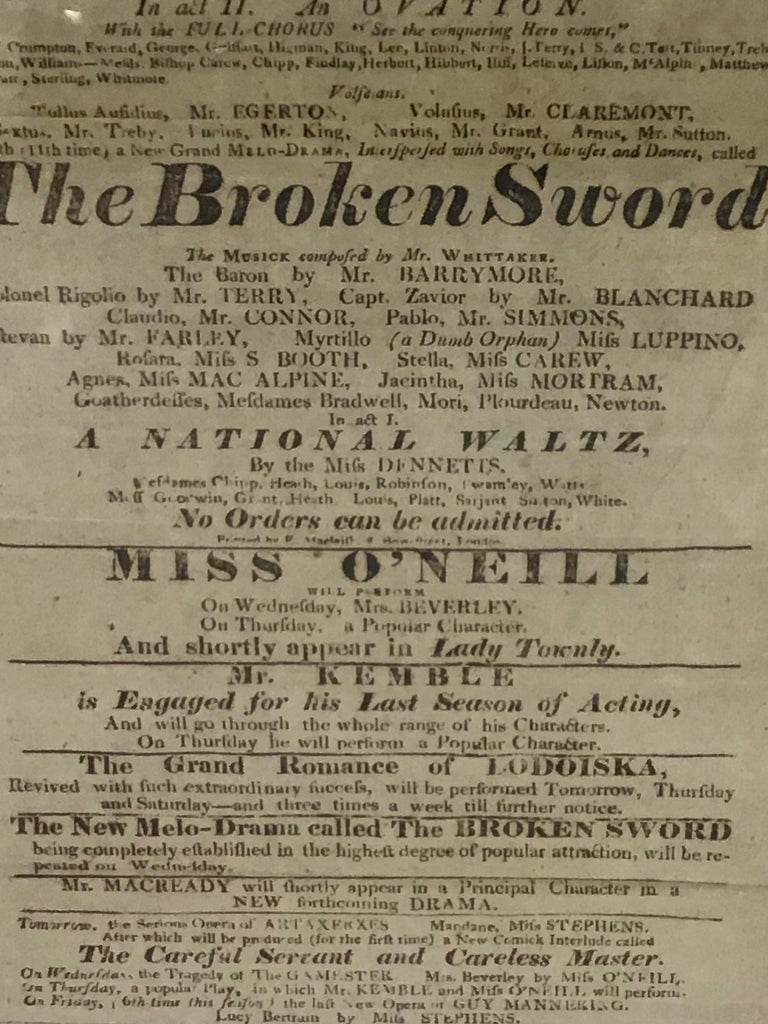 In act II. An OVATION.
With the FULL CHORUS "See the conquering Hero comes,"
Crumpton, Everard, George, Higman, King, Lee, Linton, Norris, J. Terry, I. S. & C. Tett, Tinney, Treb
Williams—Meſds. Biſhop Carew, Chipp, Findlay, Herbert, Hibbert, Iliff, Leſerve, Liſton, McAlpin, Matthew
Sterling, Whitmore.
Volſcians.
Tullus Aufidius, Mr. EGERTON, Voluſius, Mr. CLAREMONT,
Sextus, Mr. Treby. Lucius, Mr. King, Navius, Mr. Grant, Arnus, Mr. Sutton.
(11th time) a New Grand MELO-DRAMA, Interſperſed with Songs, Choruſes and Dances, called
The Broken Sword
The MUSICK compoſed by Mr. WHITTAKER.
The Baron by Mr. BARRYMORE,
olonel Rigolio by Mr. TERRY, Capt. Zavior by Mr. BLANCHARD
Claudio, Mr. CONNOR, Pablo, Mr. SIMMONS,
tevan by Mr. FARLEY, Myrtillo (a Dumb Orphan) Miſs LUPPINO,
Roſara, Miſs S BOOTH, Stella, Miſs CAREW,
Agnes, Miſs MAC ALPINE, Jacintha, Miſs MORTRAM,
Goatherdeſſes, Meſdames Bradwell, Mori, Plourdeau, Newton.
In act I.
A NATIONAL WALTZ,
By the Miſs DENNETTS.
Meſdames Chipp, Heath, Louis, Robinſon, Twamley, Watts
Meſſ Goodwin, Grant, Heath Louis, Platt, Sarjant Sutton, White.
No Orders can be admitted.
Printed by E. Macleiſh, London
MISS O'NEILL
WILL PERFORM
On Wedneſday, Mrs. BEVERLEY.
On Thurſday, a Popular Character.
And shortly appear in Lady Townly.
Mr. KEMBLE
is Engaged for his Last Season of Acting,
And will go through the whole range of his Characters.
On Thurſday he will perform a Popular Character.
The Grand Romance of LODOISKA,
Revived with ſuch extraordinary ſucceſs, will be performed Tomorrow, Thurſday
and Saturday—and three times a week till further notice.
The New Melo-Drama called The BROKEN SWORD
being completely eſtabliſhed in the higheſt degree of popular attraction, will be re-
peated on Wedneſday.
Mr. MACREADY will ſhortly appear in a Principal Character in a
NEW forthcoming DRAMA.
Tomorrow, the Serious Opera of ARTAXERXES Mandane, Miſs STEPHENS.
After which will be produced (for the firſt time) a New Comick Interlude called
The Careful Servant and Careless Master.
On Wedneſday, the Tragedy of The GAMESTER Mrs. Beverley by Miſs O'NEILL.
On Thurſday, a popular Play, in which Mr. KEMBLE and Miſs O'NEILL will perform.
On Friday, (6th time this ſeaſon) the laſt New Opera of GUY MANNERING.
Lucy Bertram by Miſs STEPHENS.